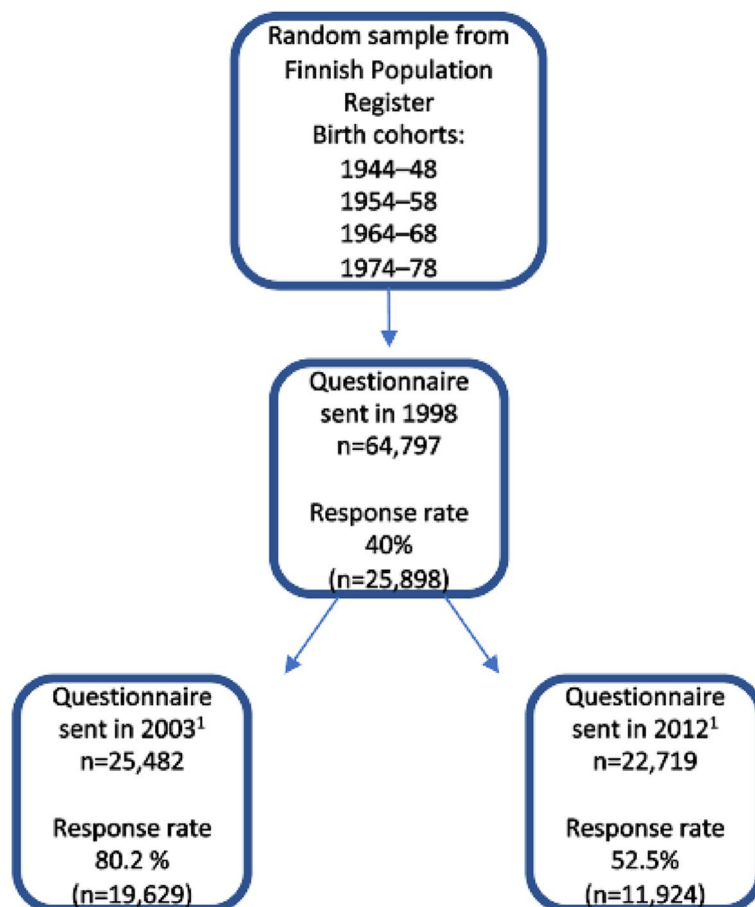 Random sample from
Finnish Population
Register
Birth cohorts:
1944–48
1954–58
1964–68
1974–78
Questionnaire
sent in 1998
n=64,797
Response rate
40%
(n=25,898)
Questionnaire
sent in 2003¹
n=25,482
Response rate
80.2 %
(n=19,629)
Questionnaire
sent in 2012¹
n=22,719
Response rate
52.5%
(n=11,924)